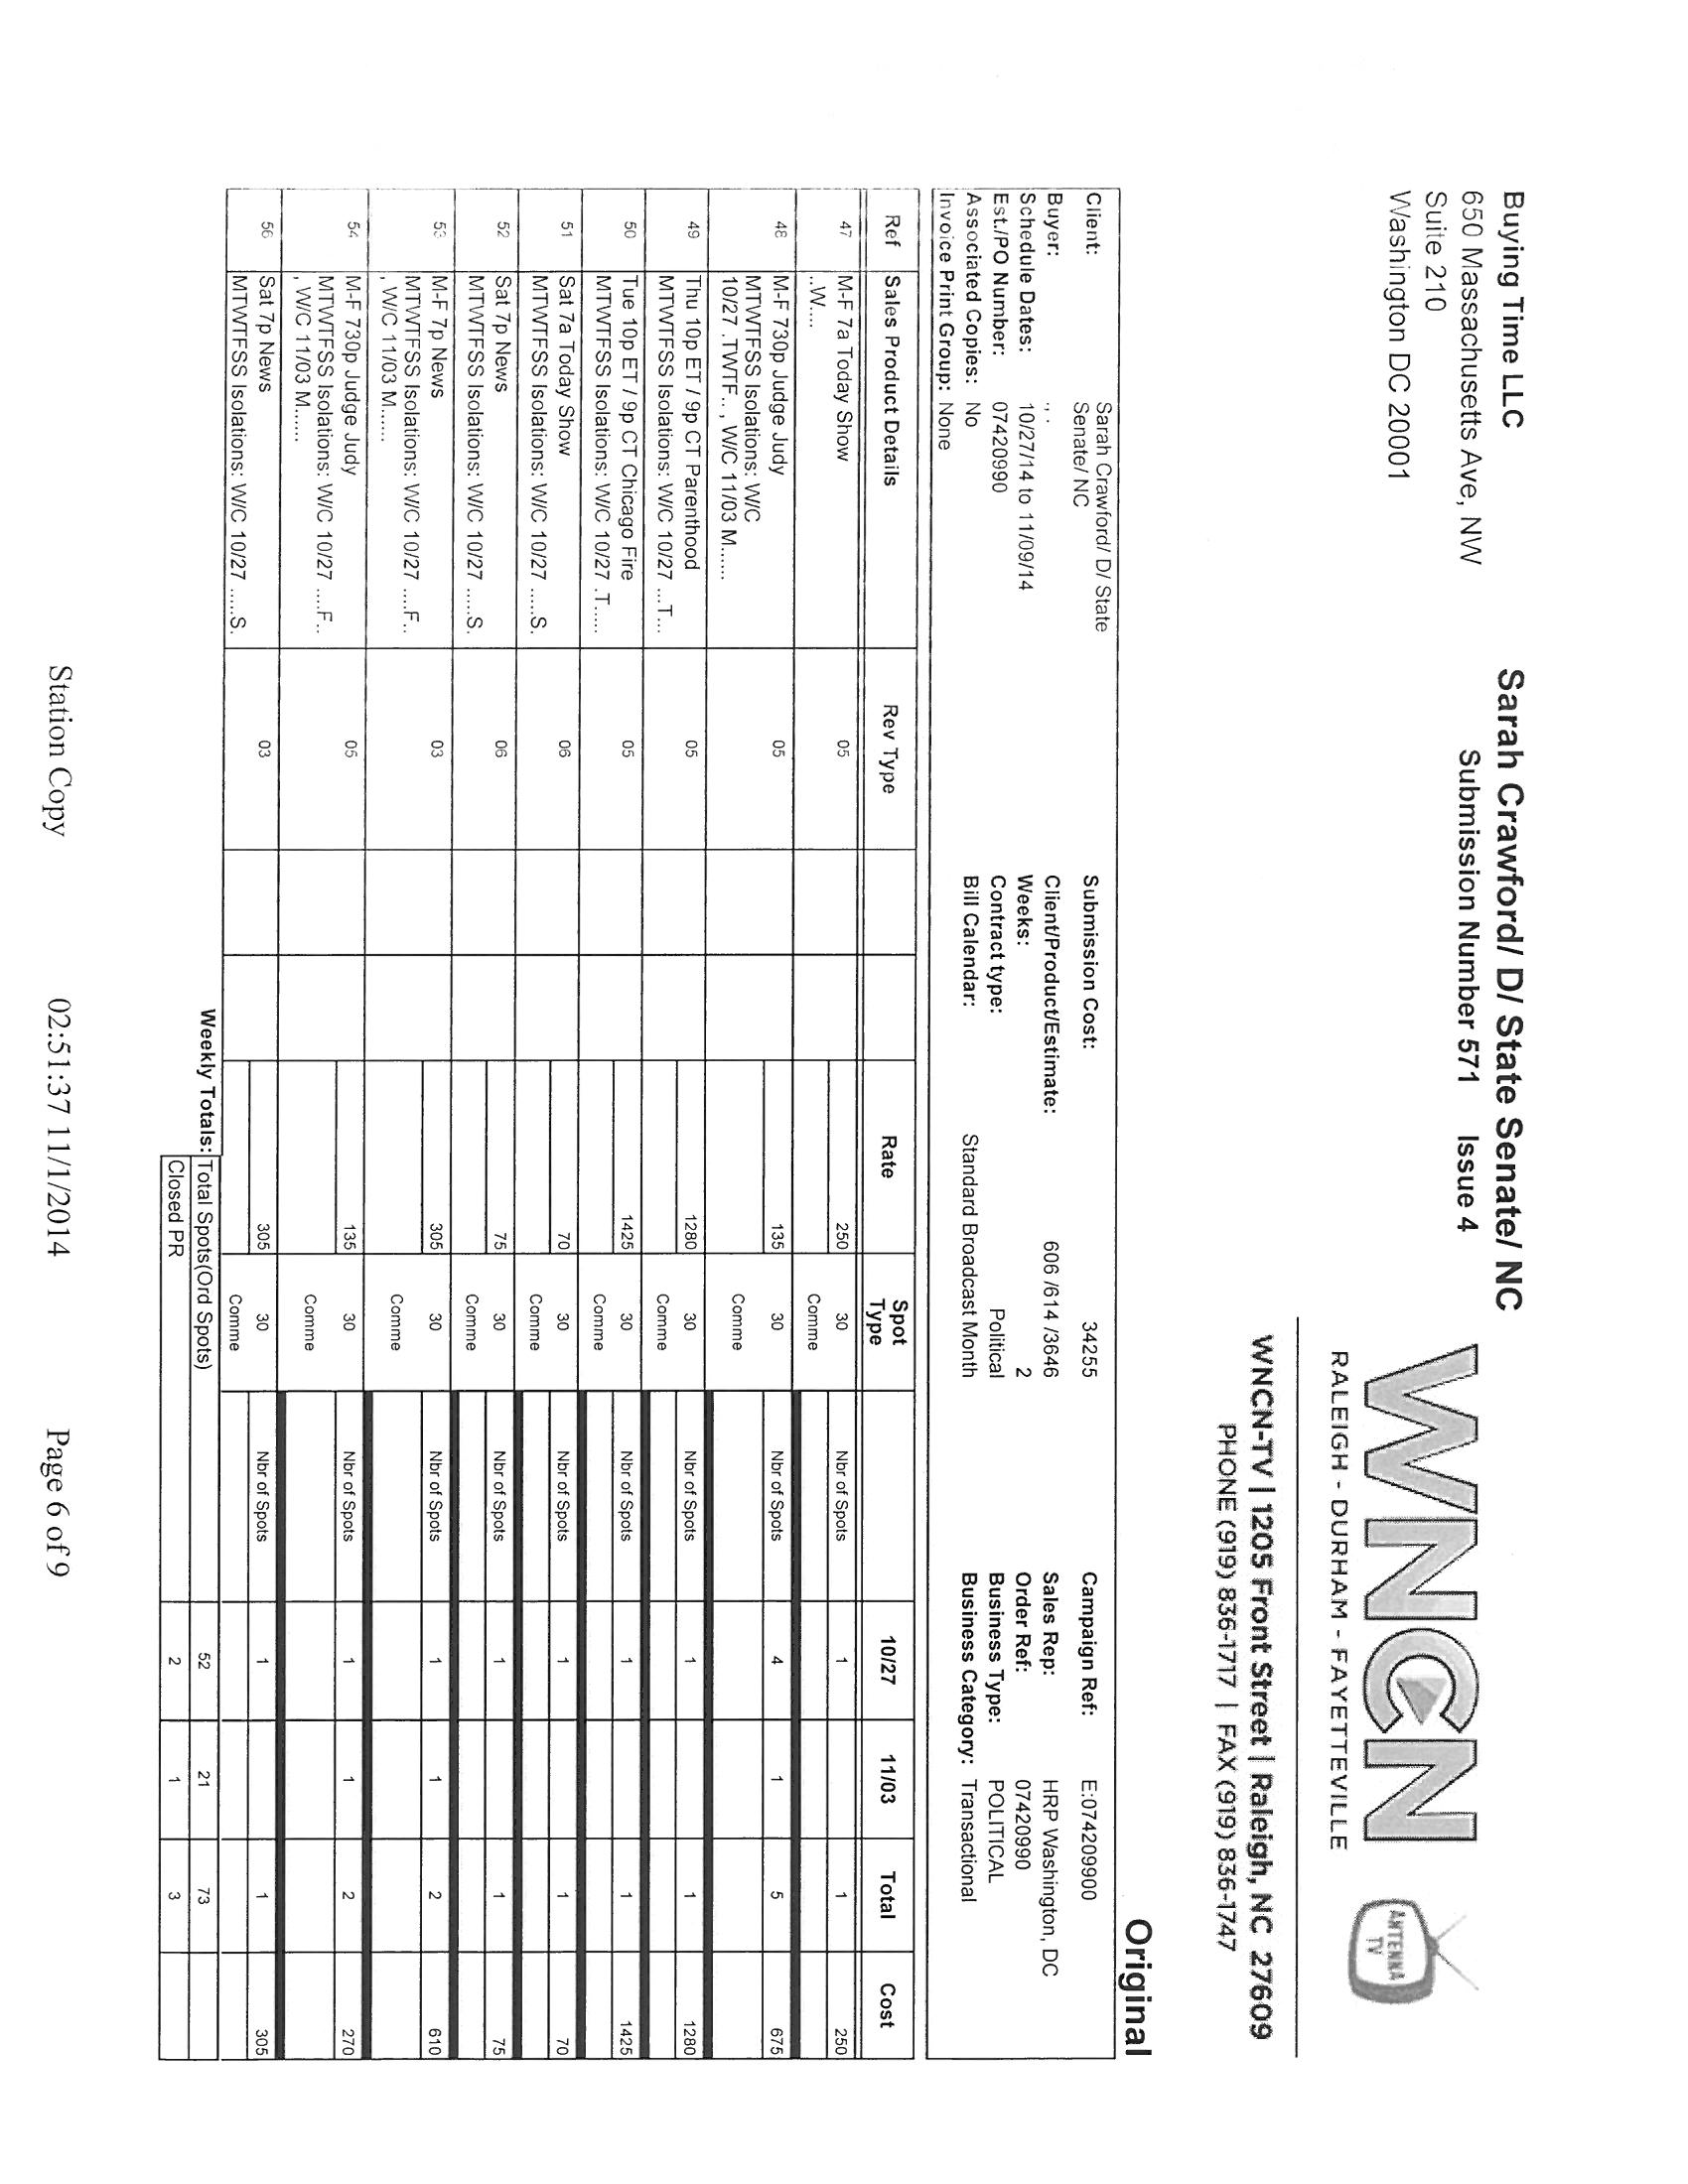 Buying Time LLC
650 Massachusetts Ave, NW
Suite 210
Washington DC 20001
Sarah Crawford/ D/ State Senate/ NC
Submission Number 571 Issue 4
WNCN
RALEIGH - DURHAM - FAYETTEVILLE
ANTENNA
TV
WNCN-TV | 1205 Front Street | Raleigh, NC 27609
PHONE (919) 836-1717 | FAX (919) 836-1747
Original
Client: Sarah Crawford/ D/ State Submission Cost: 34255 Campaign Ref: E:074209900
Senate/ NC
Buyer: ., . Client/Product/Estimate: 606 /614 /3646 Sales Rep: HRP Washington, DC
Schedule Dates: 10/27/14 to 11/09/14 Weeks: 2 Order Ref: 07420990
Est./PO Number: 07420990 Contract type: Political Business Type: POLITICAL
Associated Copies: No Bill Calendar: Standard Broadcast Month Business Category: Transactional
Invoice Print Group: None
Ref Sales Product Details Rev Type Rate Spot Type 10/27 11/03 Total Cost
47 M-F 7a Today Show 05 250 30 Nbr of Spots 1 1 250
..W.... Comme
48 M-F 730p Judge Judy 05 135 30 Nbr of Spots 4 1 5 675
MTWTFSS Isolations: W/C
10/27 .TWTF.. , W/C 11/03 M...... Comme
49 Thu 10p ET / 9p CT Parenthood 05 1280 30 Nbr of Spots 1 1 1280
MTWTFSS Isolations: W/C 10/27 ...T... Comme
50 Tue 10p ET / 9p CT Chicago Fire 05 1425 30 Nbr of Spots 1 1 1425
MTWTFSS Isolations: W/C 10/27 .T..... Comme
51 Sat 7a Today Show 06 70 30 Nbr of Spots 1 1 70
MTWTFSS Isolations: W/C 10/27 .....S. Comme
52 Sat 7p News 06 75 30 Nbr of Spots 1 1 75
MTWTFSS Isolations: W/C 10/27 .....S. Comme
53 M-F 7p News 03 305 30 Nbr of Spots 1 1 2 610
MTWTFSS Isolations: W/C 10/27 ....F..
, W/C 11/03 M...... Comme
54 M-F 730p Judge Judy 05 135 30 Nbr of Spots 1 1 2 270
MTWTFSS Isolations: W/C 10/27 ....F..
, W/C 11/03 M...... Comme
56 Sat 7p News 03 305 30 Nbr of Spots 1 1 305
MTWTFSS Isolations: W/C 10/27 .....S. Comme
Weekly Totals: Total Spots(Ord Spots) 52 21 73
Closed PR 2 1 3
Station Copy 02:51:37 11/1/2014 Page 6 of 9